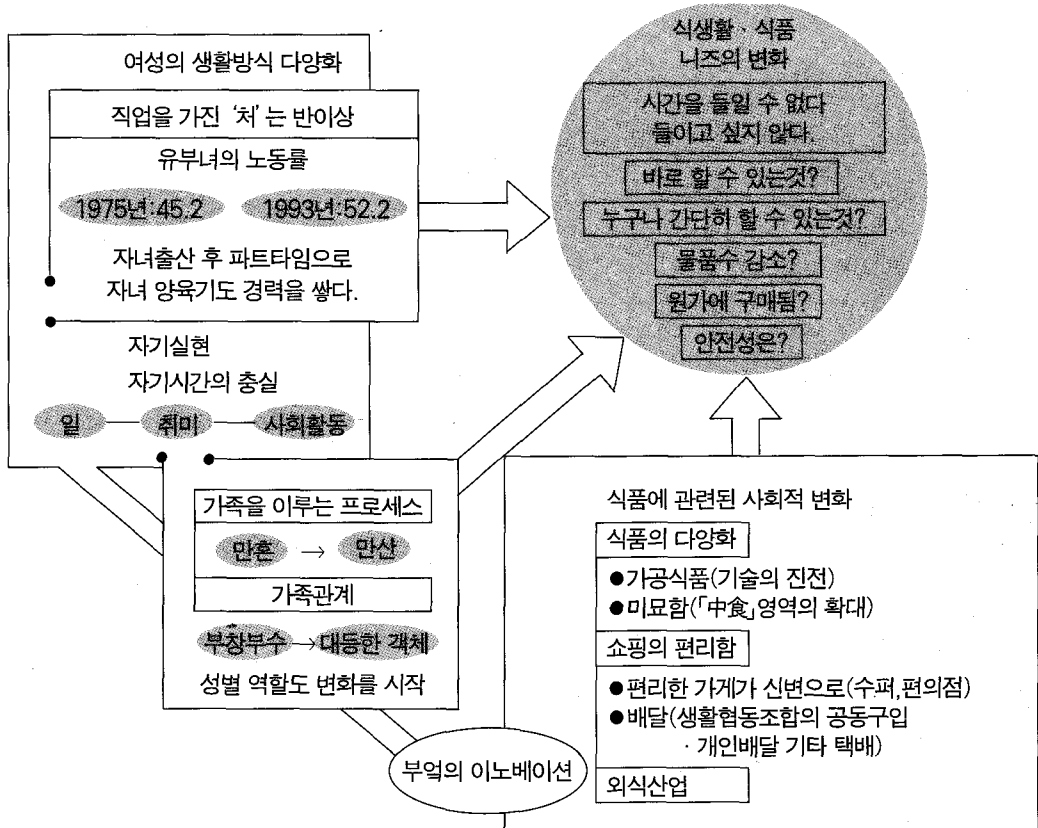 여성의 생활방식 다양화
직업을 가진 '처'는 반이상
유부녀의 노동률
1975년:45.2 1993년:52.2
자녀출산 후 파트타임으로
자녀 양육기도 경력을 쌓다.
자기실현
자기시간의 충실
일 취미 사회활동
가족을 이루는 프로세스
만혼 → 만산
가족관계
부창부수→대등한 객체
성별 역할도 변화를 시작
부엌의 이노베이션
식생활·식품
니즈의 변화
시간을 들일 수 없다
들이고 싶지 않다.
바로 할 수 있는것?
누구나 간단히 할 수 있는것?
물품수 감소?
원가에 구매됨?
안전성은?
식품에 관련된 사회적 변화
식품의 다양화
●가공식품(기술의 진전)
●미묘함(「中食」영역의 확대)
쇼핑의 편리함
●편리한 가게가 신변으로(수퍼,편의점)
●배달(생활협동조합의 공동구입
·개인배달 기타 택배)
외식산업